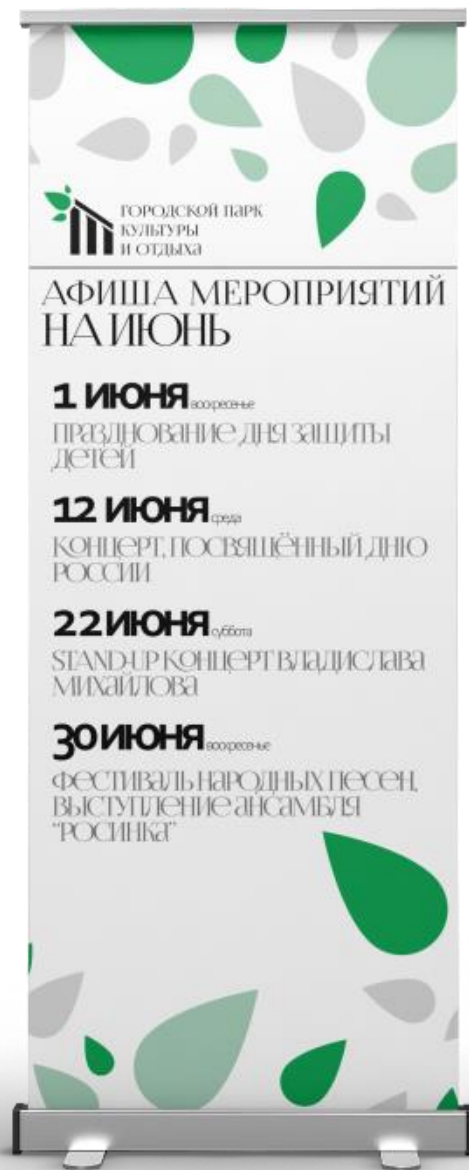 ГОРОДСКОЙ ПАРК
КУЛЬТУРЫ
И ОТДЫХА
АФИША МЕРОПРИЯТИЙ
НА ИЮНЬ
1 ИЮНЯ воскресенье
ПРАЗДНОВАНИЕ ДНЯ ЗАЩИТЫ
ДЕТЕЙ
12 ИЮНЯ среда
КОНЦЕРТ, ПОСВЯЩЁННЫЙ ДНЮ
РОССИИ
22 ИЮНЯ суббота
STAND-UP КОНЦЕРТ ВЛАДИСЛАВА
МИХАЙЛОВА
30 ИЮНЯ воскресенье
ФЕСТИВАЛЬ НАРОДНЫХ ПЕСЕН,
ВЫСТУПЛЕНИЕ АНСАМБЛЯ
"РОСИНКА"